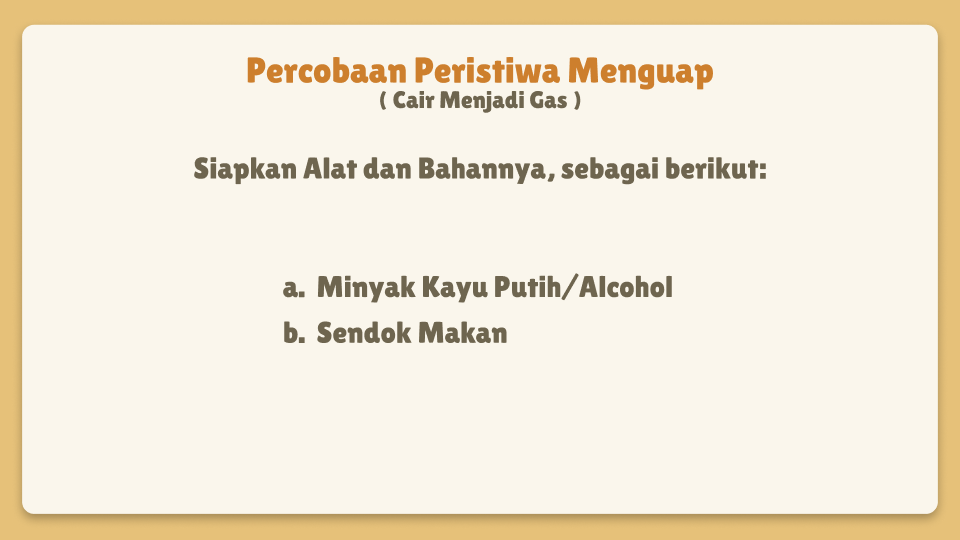 Percobaan Peristiwa Menguap
( Cair Menjadi Gas )
Siapkan Alat dan Bahannya, sebagai berikut:
a. Minyak Kayu Putih/Alcohol
b. Sendok Makan